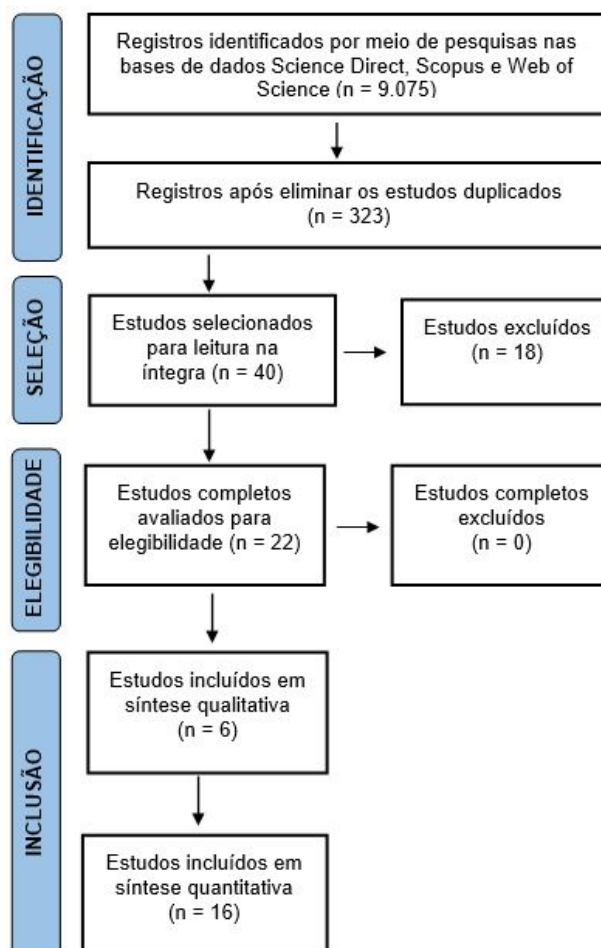 IDENTIFICAÇÃO
Registros identificados por meio de pesquisas nas
bases de dados Science Direct, Scopus e Web of
Science (n = 9.075)
Registros após eliminar os estudos duplicados
(n = 323)
SELEÇÃO
Estudos selecionados
para leitura na
íntegra (n = 40)
Estudos excluídos
(n = 18)
ELEGIBILIDADE
Estudos completos
avaliados para
elegibilidade (n = 22)
Estudos completos
excluídos
(n = 0)
INCLUSÃO
Estudos incluídos em
síntese qualitativa
(n = 6)
Estudos incluídos em
síntese quantitativa
(n = 16)